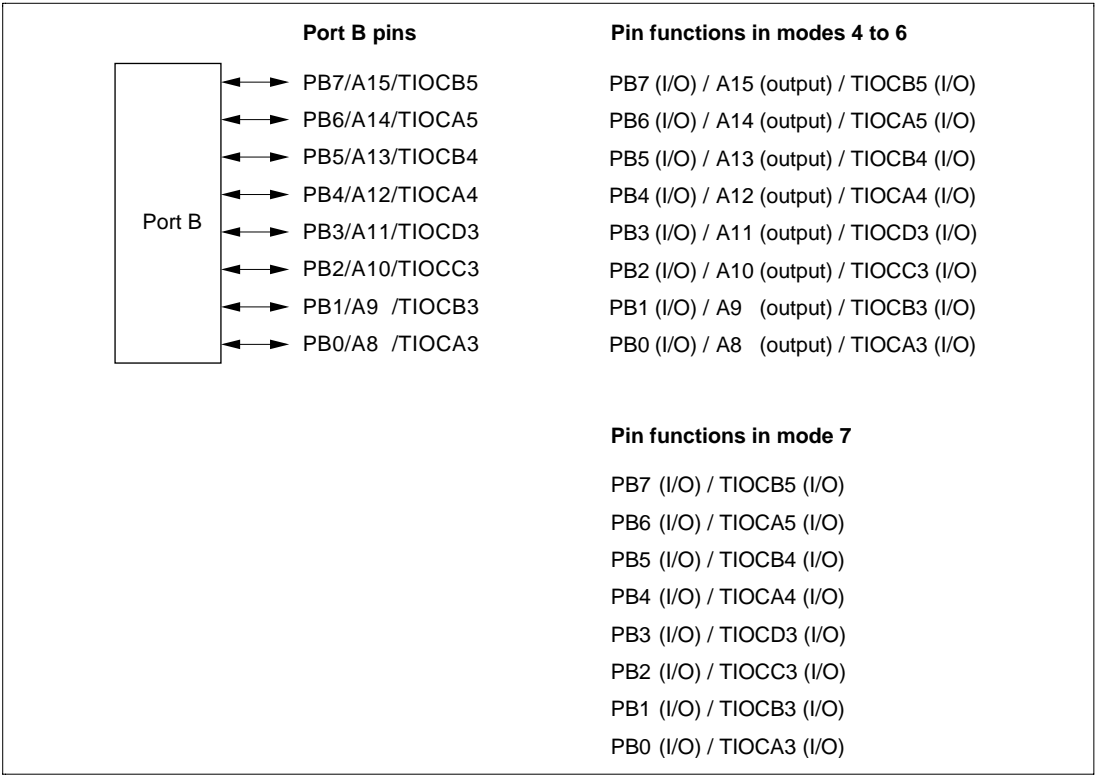 Port B pins
Pin functions in modes 4 to 6
Port B
PB7/A15/TIOCB5
PB7 (I/O) / A15 (output) / TIOCB5 (I/O)
PB6/A14/TIOCA5
PB6 (I/O) / A14 (output) / TIOCA5 (I/O)
PB5/A13/TIOCB4
PB5 (I/O) / A13 (output) / TIOCB4 (I/O)
PB4/A12/TIOCA4
PB4 (I/O) / A12 (output) / TIOCA4 (I/O)
PB3/A11/TIOCD3
PB3 (I/O) / A11 (output) / TIOCD3 (I/O)
PB2/A10/TIOCC3
PB2 (I/O) / A10 (output) / TIOCC3 (I/O)
PB1/A9 /TIOCB3
PB1 (I/O) / A9 (output) / TIOCB3 (I/O)
PB0/A8 /TIOCA3
PB0 (I/O) / A8 (output) / TIOCA3 (I/O)
Pin functions in mode 7
PB7 (I/O) / TIOCB5 (I/O)
PB6 (I/O) / TIOCA5 (I/O)
PB5 (I/O) / TIOCB4 (I/O)
PB4 (I/O) / TIOCA4 (I/O)
PB3 (I/O) / TIOCD3 (I/O)
PB2 (I/O) / TIOCC3 (I/O)
PB1 (I/O) / TIOCB3 (I/O)
PB0 (I/O) / TIOCA3 (I/O)